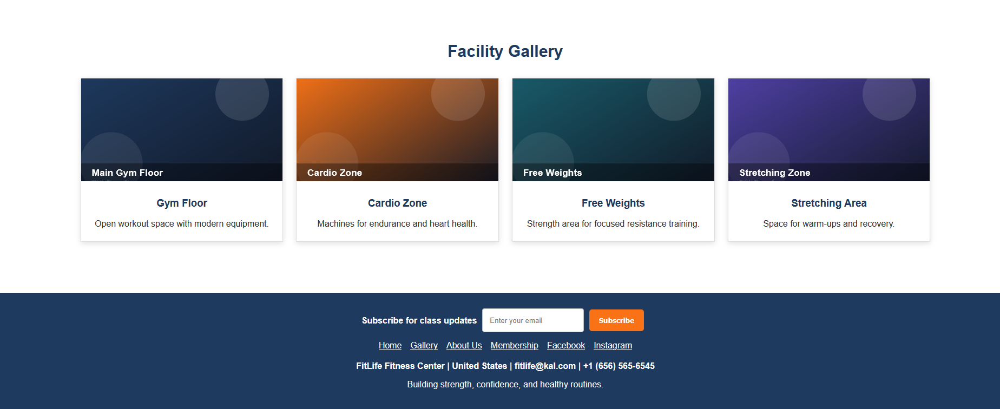 Facility Gallery
Main Gym Floor
Cardio Zone
Free Weights
Stretching Zone
Gym Floor
Open workout space with modern equipment.
Cardio Zone
Machines for endurance and heart health.
Free Weights
Strength area for focused resistance training.
Stretching Area
Space for warm-ups and recovery.
Subscribe for class updates
Enter your email
Subscribe
Home Gallery About Us Membership Facebook Instagram
FitLife Fitness Center | United States | fitlife@kal.com | +1 (656) 565-6545
Building strength, confidence, and healthy routines.